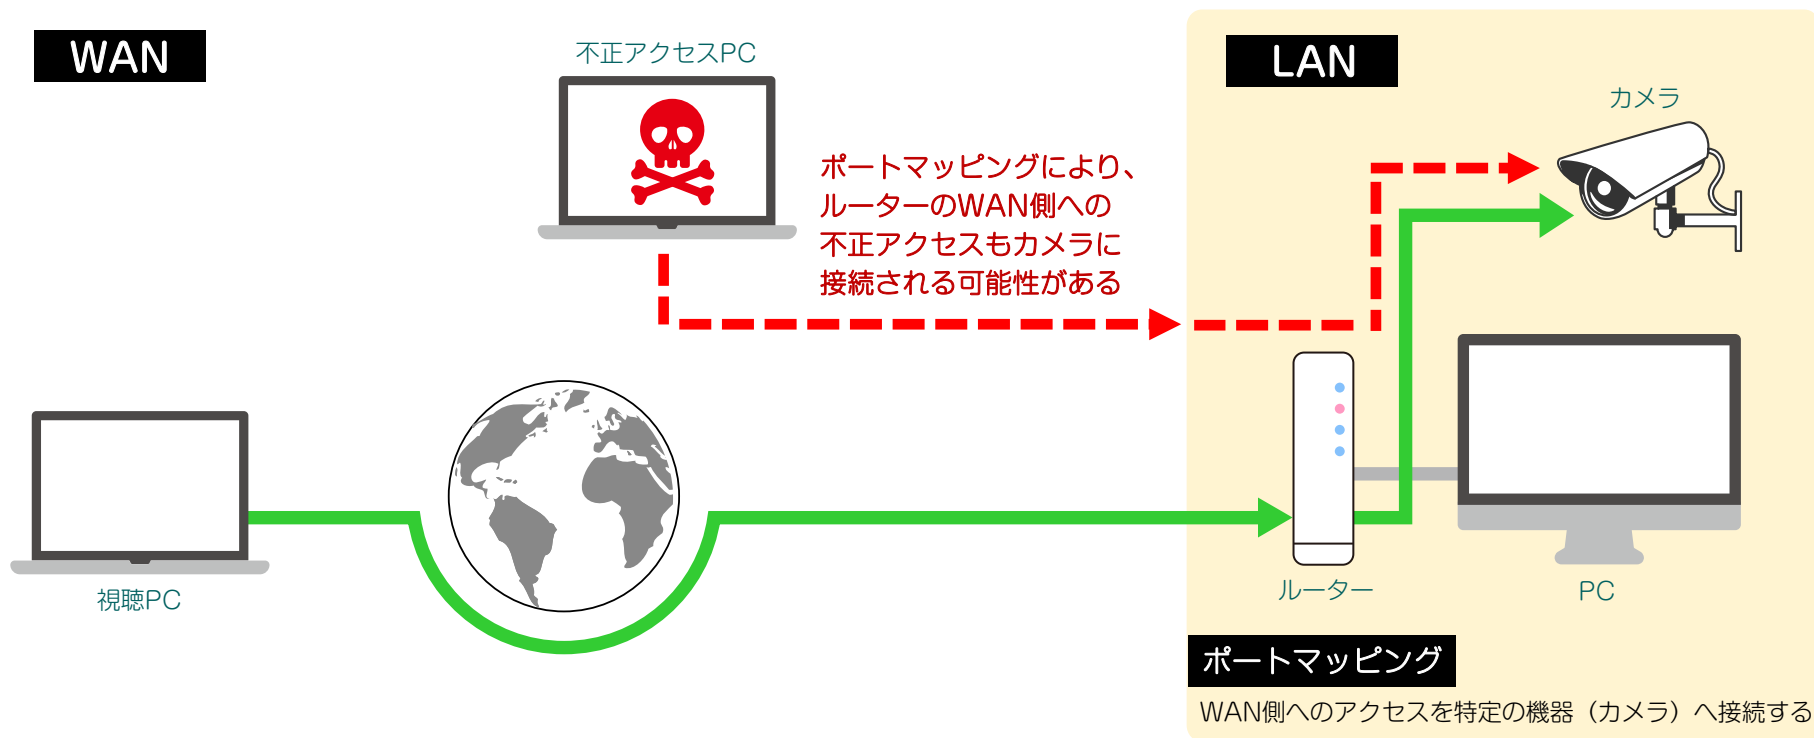 WAN
不正アクセスPC
LAN
カメラ
ポートマッピングにより、
ルーターのWAN側への
不正アクセスもカメラに
接続される可能性がある
視聴PC
ルーター
PC
ポートマッピング
WAN側へのアクセスを特定の機器（カメラ）へ接続する